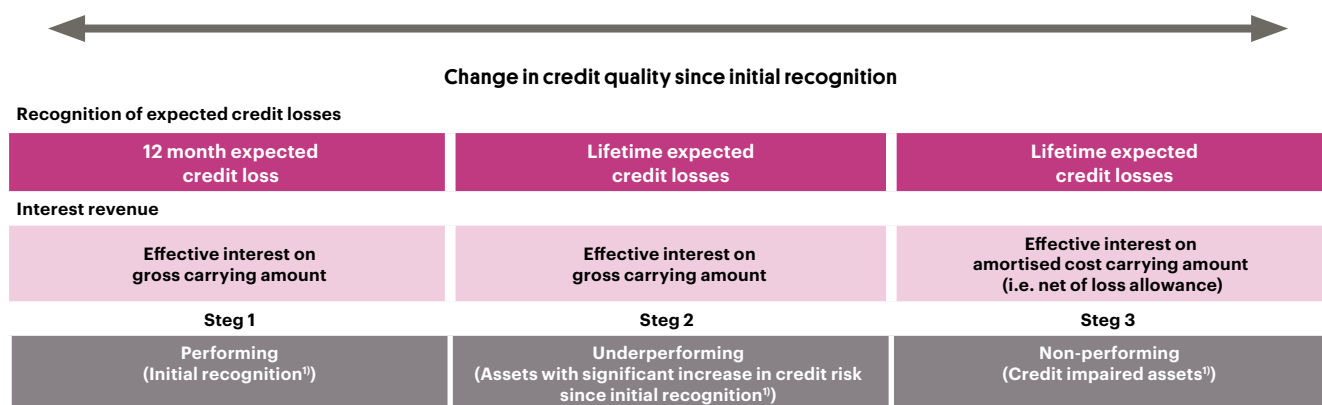 Change in credit quality since initial recognition
Recognition of expected credit losses
12 month expected
credit loss
Lifetime expected
credit losses
Lifetime expected
credit losses
Interest revenue
Effective interest on
gross carrying amount
Effective interest on
gross carrying amount
Effective interest on
amortised cost carrying amount
(i.e. net of loss allowance)
Steg 1
Steg 2
Steg 3
Performing
(Initial recognition¹⁾)
Underperforming
(Assets with significant increase in credit risk
since initial recognition¹⁾)
Non-performing
(Credit impaired assets¹⁾)